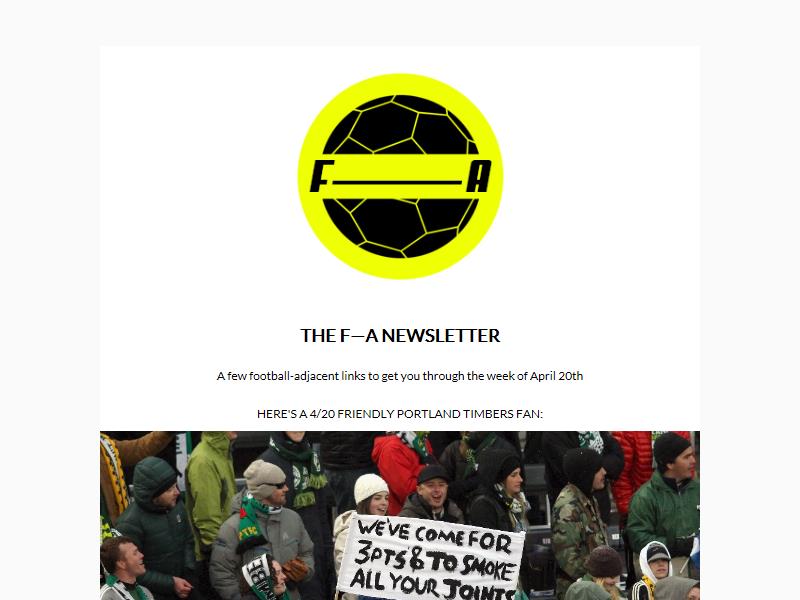 F—A
THE F—A NEWSLETTER
A few football-adjacent links to get you through the week of April 20th
HERE'S A 4/20 FRIENDLY PORTLAND TIMBERS FAN:
WE'VE COME FOR
3PTS & TO SMOKE
ALL YOUR JOINTS